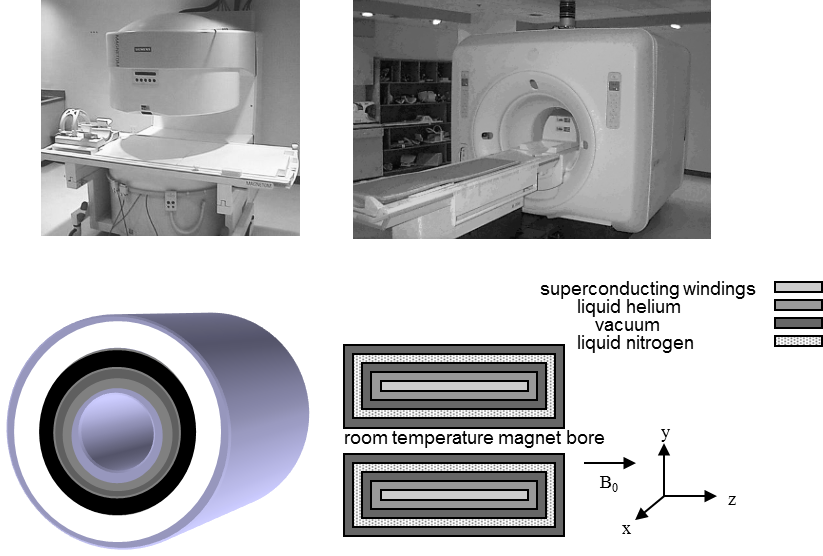 superconducting windings
liquid helium
vacuum
liquid nitrogen
room temperature magnet bore
B0
y
z
x